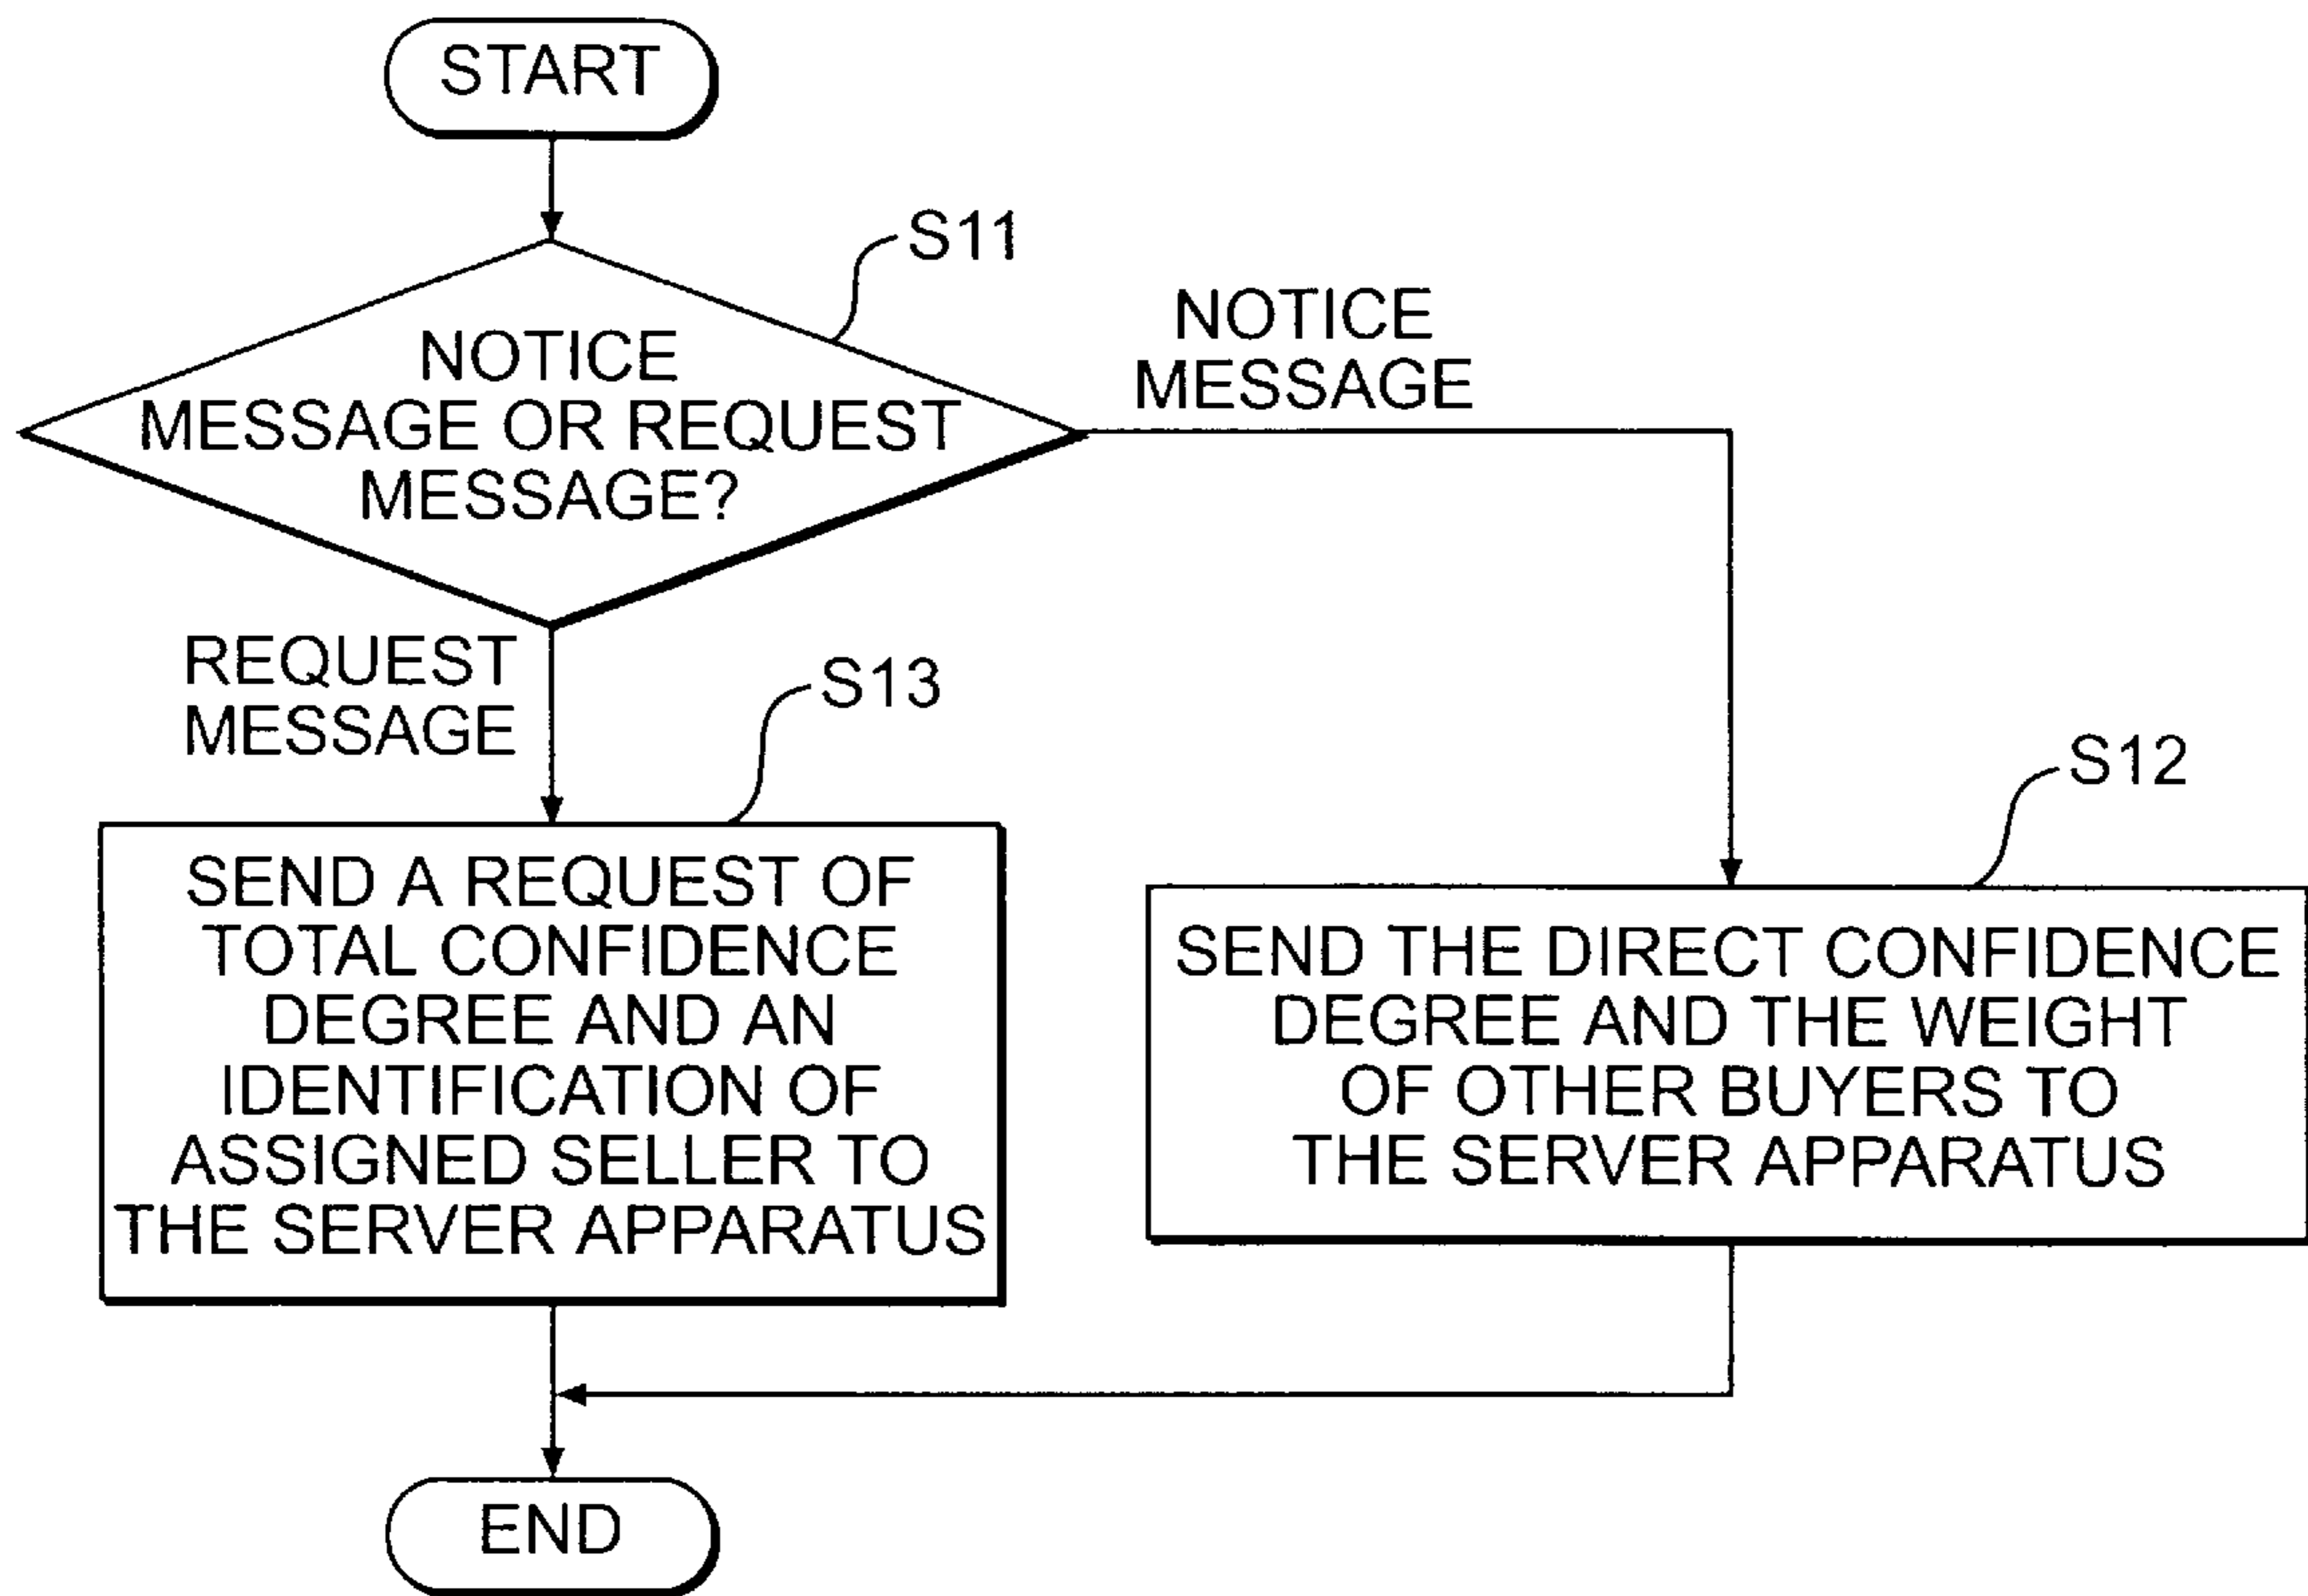 START
S11
NOTICE
MESSAGE OR REQUEST
MESSAGE?
NOTICE
MESSAGE
REQUEST
MESSAGE
S13
SEND A REQUEST OF
TOTAL CONFIDENCE
DEGREE AND AN
IDENTIFICATION OF
ASSIGNED SELLER TO
THE SERVER APPARATUS
S12
SEND THE DIRECT CONFIDENCE
DEGREE AND THE WEIGHT
OF OTHER BUYERS TO
THE SERVER APPARATUS
END